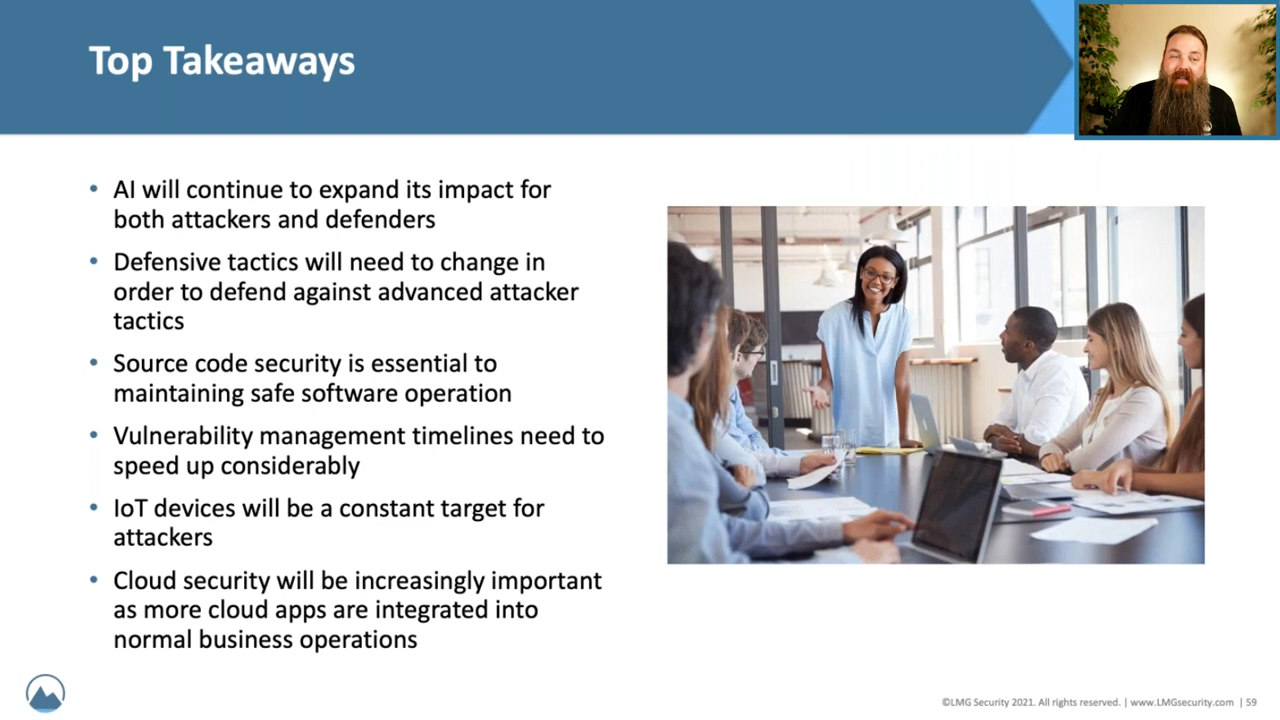 Top Takeaways
• AI will continue to expand its impact for
both attackers and defenders
• Defensive tactics will need to change in
order to defend against advanced attacker
tactics
• Source code security is essential to
maintaining safe software operation
• Vulnerability management timelines need to
speed up considerably
• IoT devices will be a constant target for
attackers
• Cloud security will be increasingly important
as more cloud apps are integrated into
normal business operations
©LMG Security 2021. All rights reserved. | www.LMGsecurity.com | 59